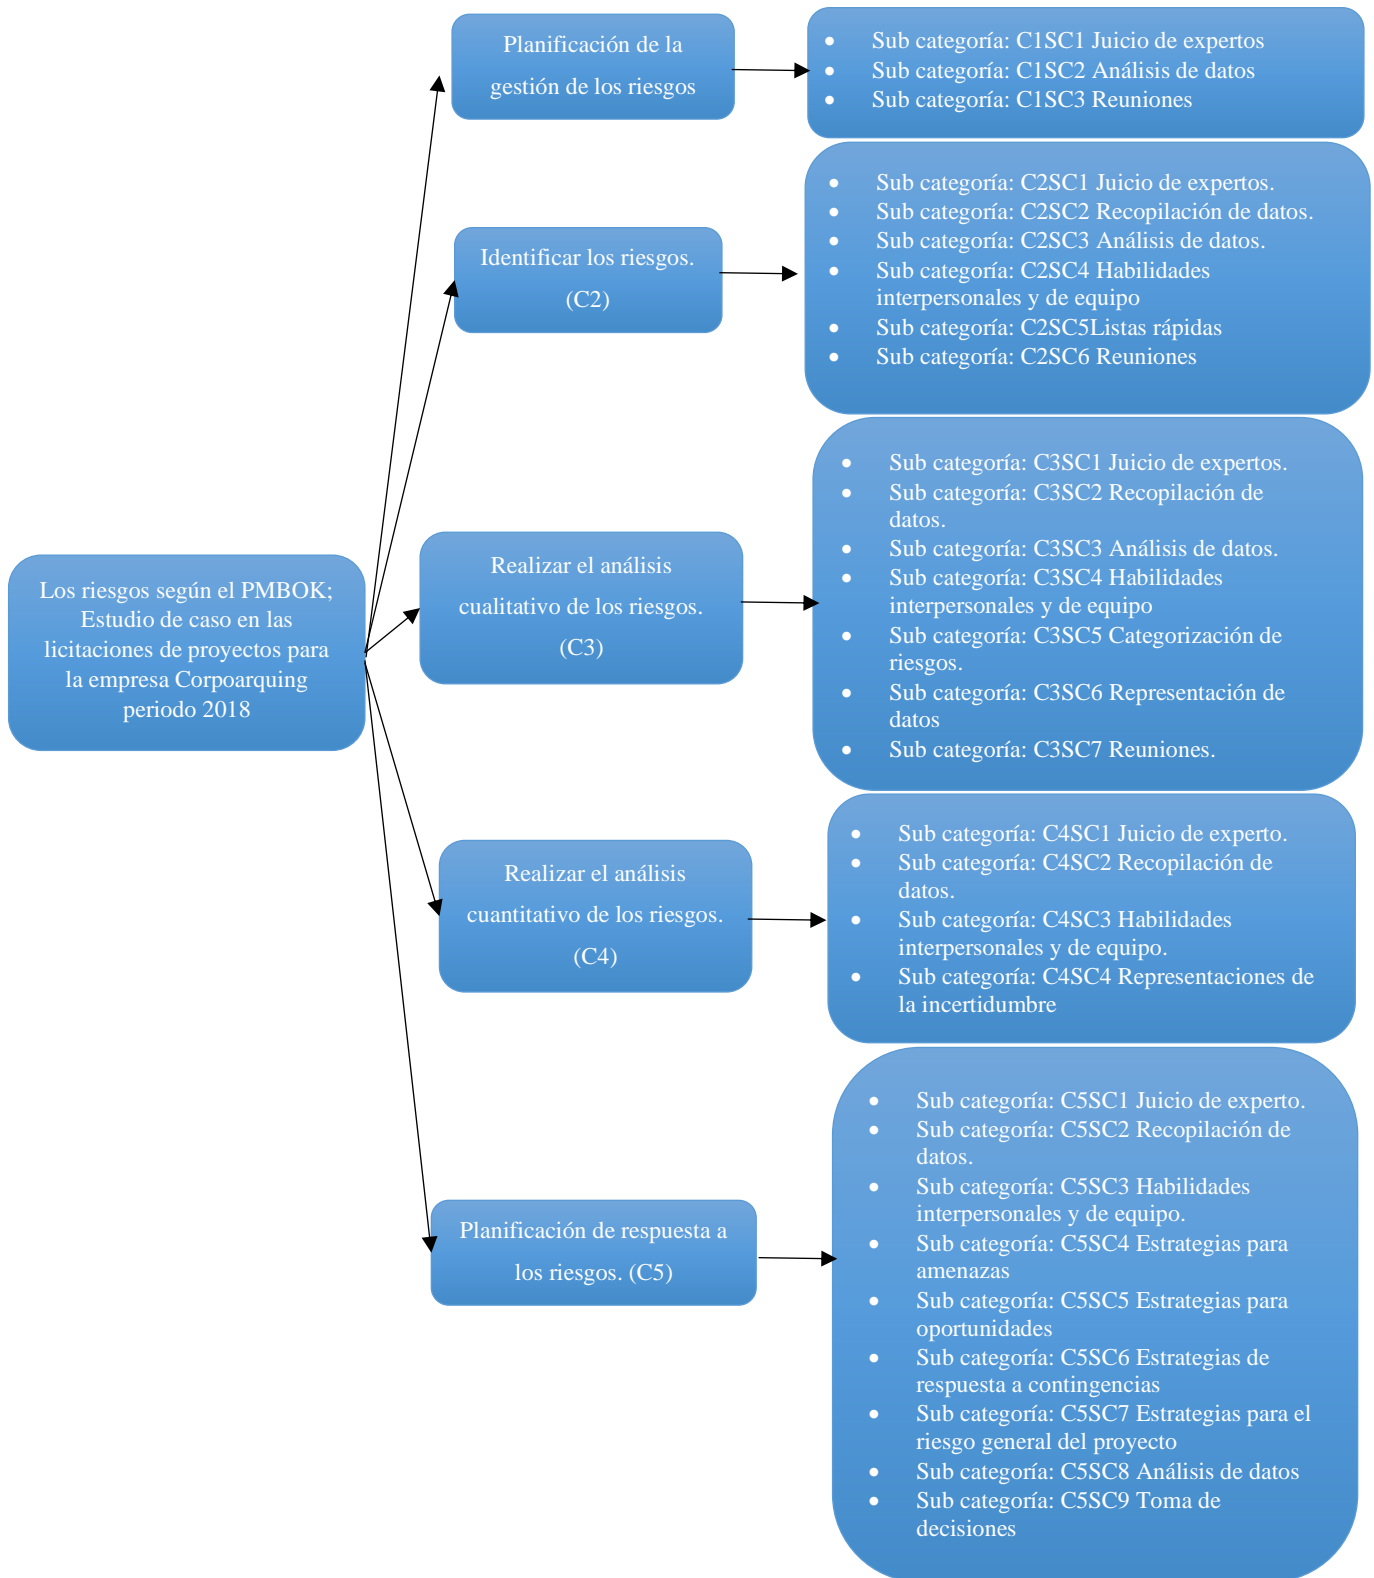 Los riesgos según el PMBOK;
Estudio de caso en las
licitaciones de proyectos para
la empresa Corpoarquing
periodo 2018
Planificación de la
gestión de los riesgos
• Sub categoría: C1SC1 Juicio de expertos
• Sub categoría: C1SC2 Análisis de datos
• Sub categoría: C1SC3 Reuniones
Identificar los riesgos.
(C2)
• Sub categoría: C2SC1 Juicio de expertos.
• Sub categoría: C2SC2 Recopilación de datos.
• Sub categoría: C2SC3 Análisis de datos.
• Sub categoría: C2SC4 Habilidades
interpersonales y de equipo
• Sub categoría: C2SC5Listas rápidas
• Sub categoría: C2SC6 Reuniones
Realizar el análisis
cualitativo de los riesgos.
(C3)
• Sub categoría: C3SC1 Juicio de expertos.
• Sub categoría: C3SC2 Recopilación de
datos.
• Sub categoría: C3SC3 Análisis de datos.
• Sub categoría: C3SC4 Habilidades
interpersonales y de equipo
• Sub categoría: C3SC5 Categorización de
riesgos.
• Sub categoría: C3SC6 Representación de
datos
• Sub categoría: C3SC7 Reuniones.
Realizar el análisis
cuantitativo de los riesgos.
(C4)
• Sub categoría: C4SC1 Juicio de experto.
• Sub categoría: C4SC2 Recopilación de
datos.
• Sub categoría: C4SC3 Habilidades
interpersonales y de equipo.
• Sub categoría: C4SC4 Representaciones de
la incertidumbre
Planificación de respuesta a
los riesgos. (C5)
• Sub categoría: C5SC1 Juicio de experto.
• Sub categoría: C5SC2 Recopilación de
datos.
• Sub categoría: C5SC3 Habilidades
interpersonales y de equipo.
• Sub categoría: C5SC4 Estrategias para
amenazas
• Sub categoría: C5SC5 Estrategias para
oportunidades
• Sub categoría: C5SC6 Estrategias de
respuesta a contingencias
• Sub categoría: C5SC7 Estrategias para el
riesgo general del proyecto
• Sub categoría: C5SC8 Análisis de datos
• Sub categoría: C5SC9 Toma de
decisiones